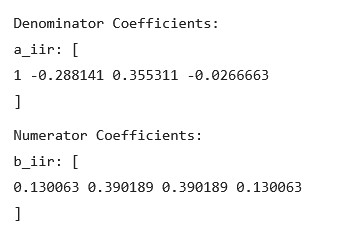 Denominator Coefficients:
a_iir: [
1 -0.288141 0.355311 -0.0266663
]
Numerator Coefficients:
b_iir: [
0.130063 0.390189 0.390189 0.130063
]